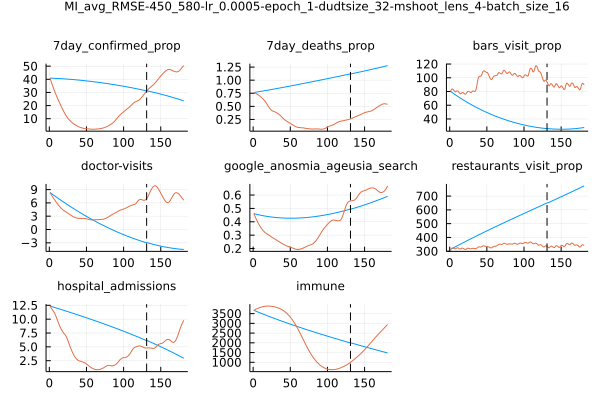 MI_avg_RMSE-450_580-lr_0.0005-epoch_1-dudtsize_32-mshoot_lens_4-batch_size_16
7day_confirmed_prop 7day_deaths_prop bars_visit_prop
50 40 30 20 10
0 50 100 150
1.25 1.00 0.75 0.50 0.25
0 50 100 150
120 100 80 60 40
0 50 100 150
doctor-visits google_anosmia_ageusia_search restaurants_visit_prop
9 6 3 0 −3
0 50 100 150
0.6 0.5 0.4 0.3 0.2
0 50 100 150
700 600 500 400 300
0 50 100 150
hospital_admissions immune
12.5 10.0 7.5 5.0 2.5
0 50 100 150
3500 3000 2500 2000 1500 1000
0 50 100 150